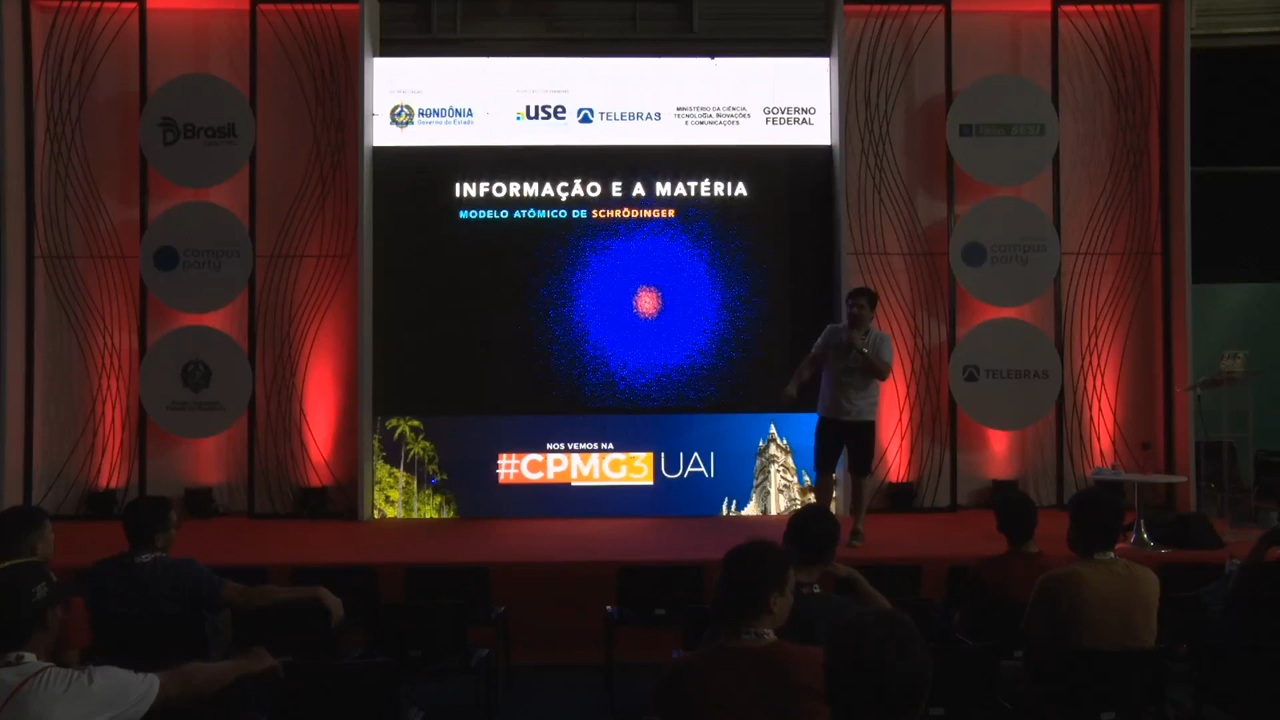 RONDÔNIA
Governo do Estado
use
TELEBRAS
MINISTÉRIO DA CIÊNCIA,
TECNOLOGIA, INOVAÇÕES
E COMUNICAÇÕES
GOVERNO
FEDERAL
INFORMAÇÃO E A MATÉRIA
MODELO ATÔMICO DE SCHRÖDINGER
NOS VEMOS NA
#CPMG3 UAI
Brasil
campus
party
campus
party
TELEBRAS